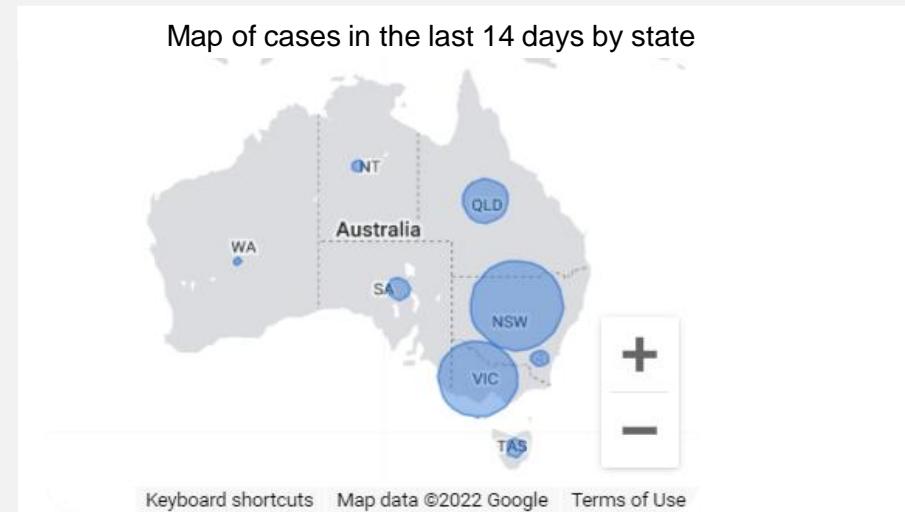 Map of cases in the last 14 days by state
NT
QLD
Australia
WA
SA
NSW
VIC
TAS
Keyboard shortcuts Map data ©2022 Google Terms of Use